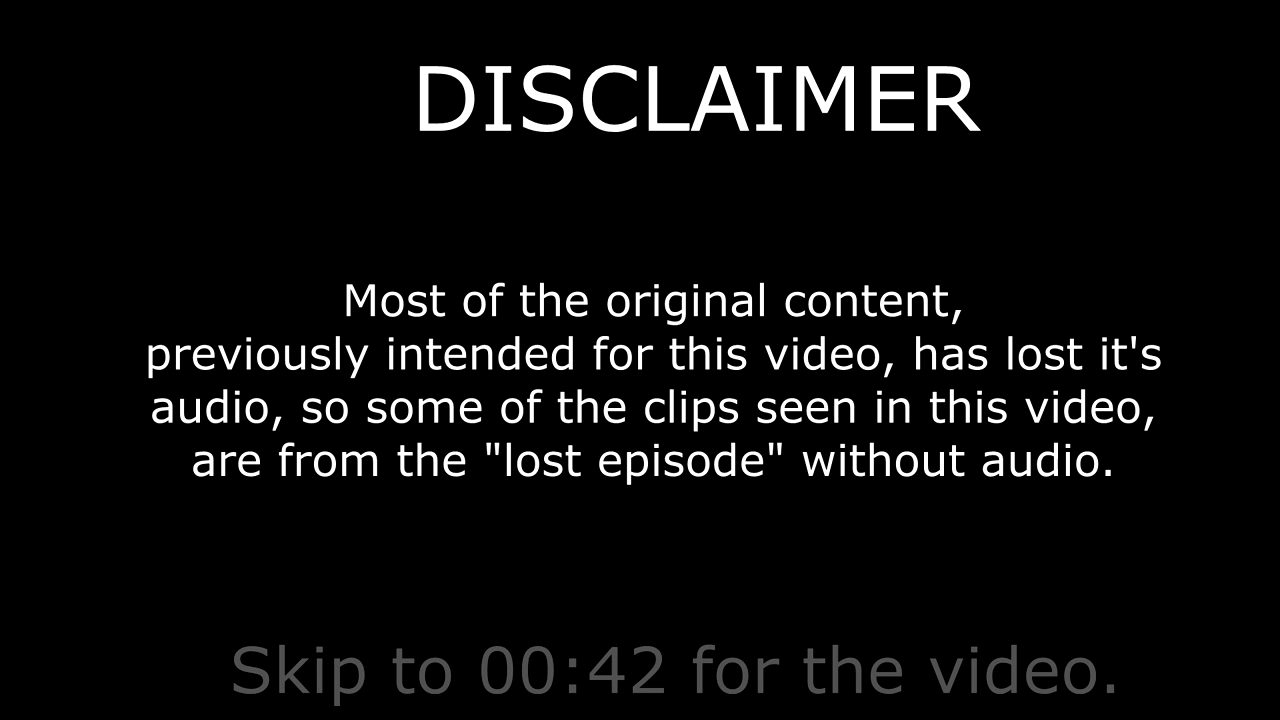 DISCLAIMER
Most of the original content,
previously intended for this video, has lost it's
audio, so some of the clips seen in this video,
are from the "lost episode" without audio.
Skip to 00:42 for the video.